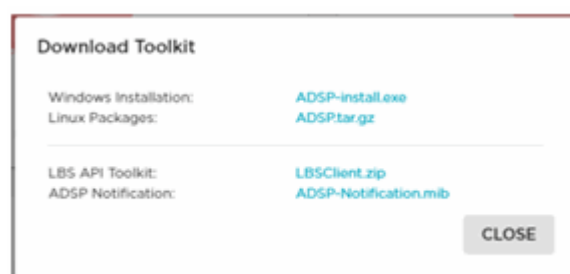 Download Toolkit
Windows Installation: ADSP-install.exe
Linux Packages: ADSP.tar.gz
LBS API Toolkit: LBSClient.zip
ADSP Notification: ADSP-Notification.mib
CLOSE